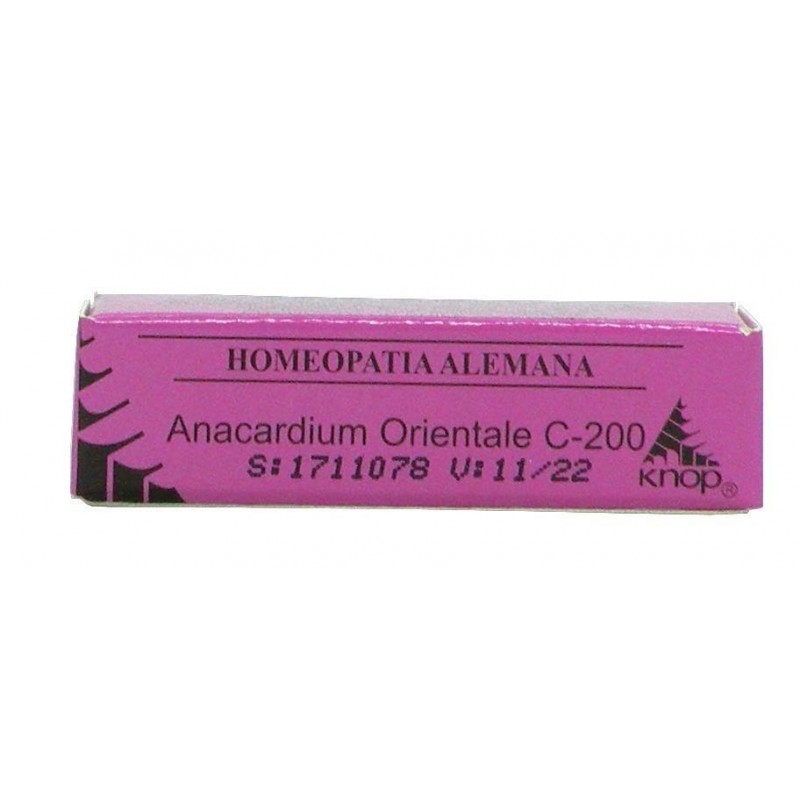 HOMEOPATIA ALEMANA
Anacardium Orientale C-200
S:1711078 V:11/22
Knop®